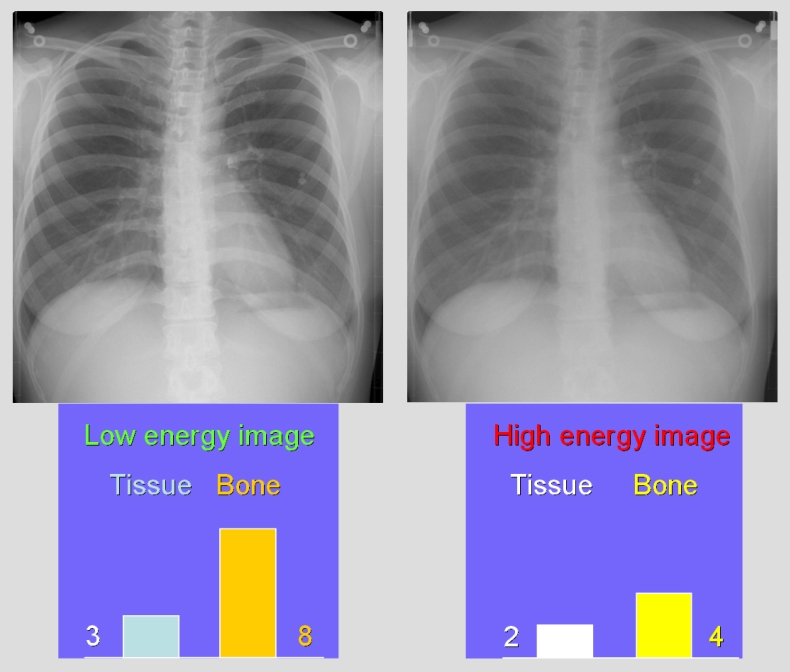 Low energy image
Tissue Bone
3 8
High energy image
Tissue Bone
2 4